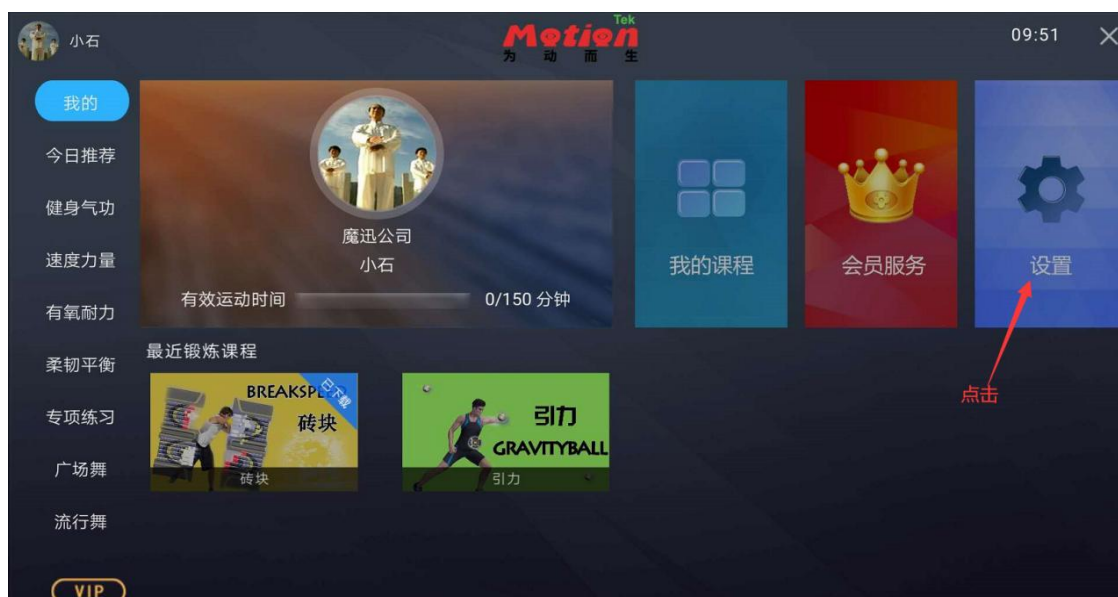 小石
Motion Tek
为动而生
09:51
我的
今日推荐
健身气功
速度力量
有氧耐力
柔韧平衡
专项练习
广场舞
流行舞
VIP
魔迅公司
小石
有效运动时间 0/150 分钟
我的课程
会员服务
设置
点击
最近锻炼课程
已下载
砖块
砖块
引力
GRAVITYBALL
引力